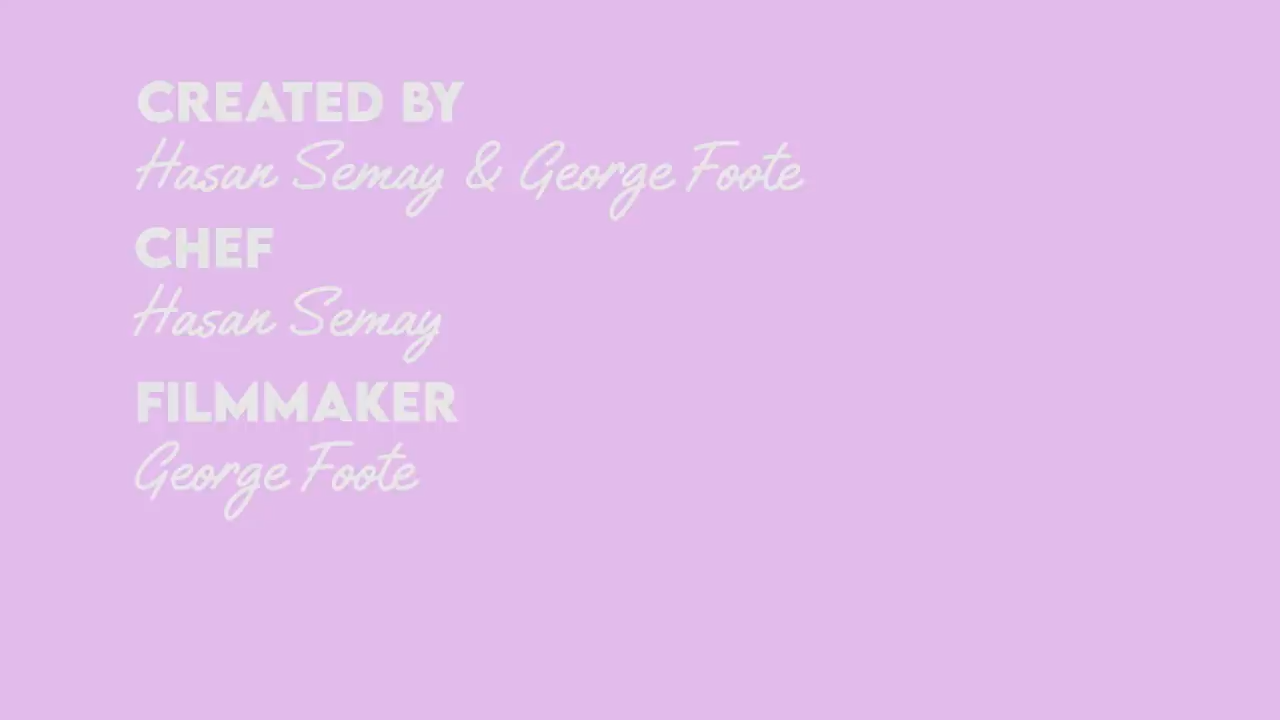 CREATED BY
Hasan Semay & George Foote
CHEF
Hasan Semay
FILMMAKER
George Foote